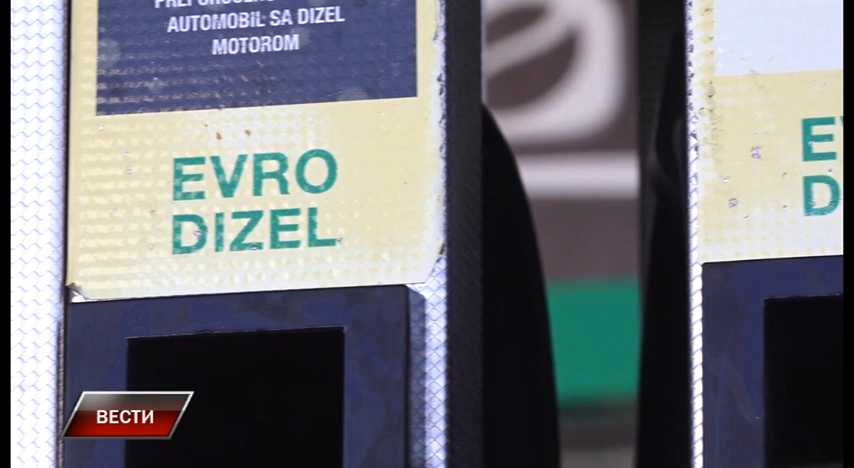 AUTOMOBIL SA DIZEL
MOTOROM
EVRO
DIZEL
ВЕСТИ